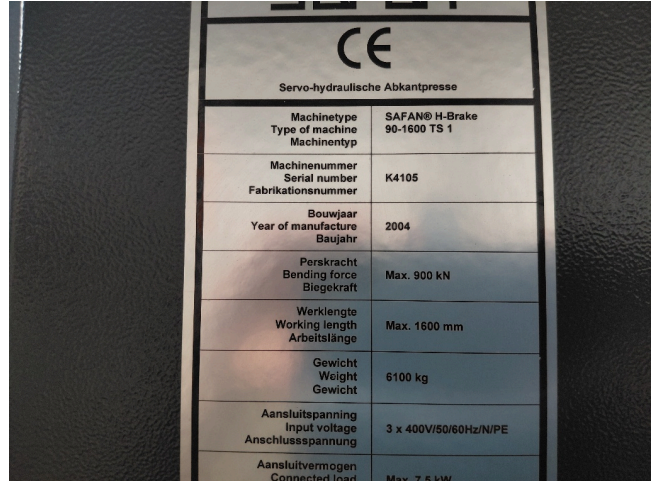 CE
Servo-hydraulische Abkantpresse
Machinetype
Type of machine
Machinentyp
SAFAN® H-Brake
90-1600 TS 1
Machinenummer
Serial number
Fabrikationsnummer
K4105
Bouwjaar
Year of manufacture
Baujahr
2004
Perskracht
Bending force
Biegekraft
Max. 900 kN
Werklengte
Working length
Arbeitslänge
Max. 1600 mm
Gewicht
Weight
Gewicht
6100 kg
Aansluitspanning
Input voltage
Anschlussspannung
3 x 400V/50/60Hz/N/PE
Aansluitvermogen
Connected load
Max. 7,5 kW